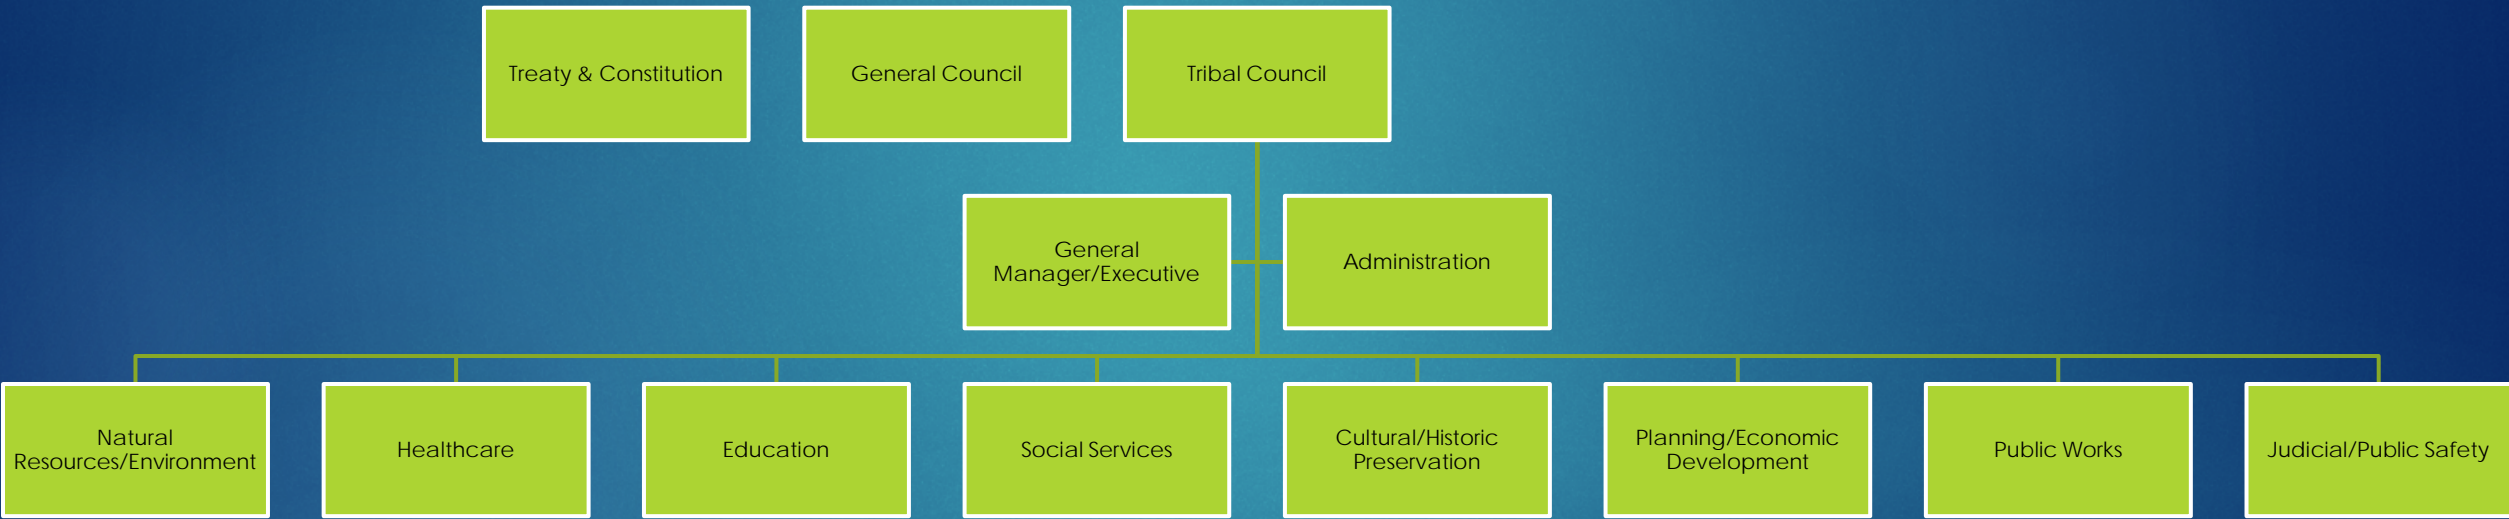 Treaty & Constitution
General Council
Tribal Council
General
Manager/Executive
Administration
Natural
Resources/Environment
Healthcare
Education
Social Services
Cultural/Historic
Preservation
Planning/Economic
Development
Public Works
Judicial/Public Safety